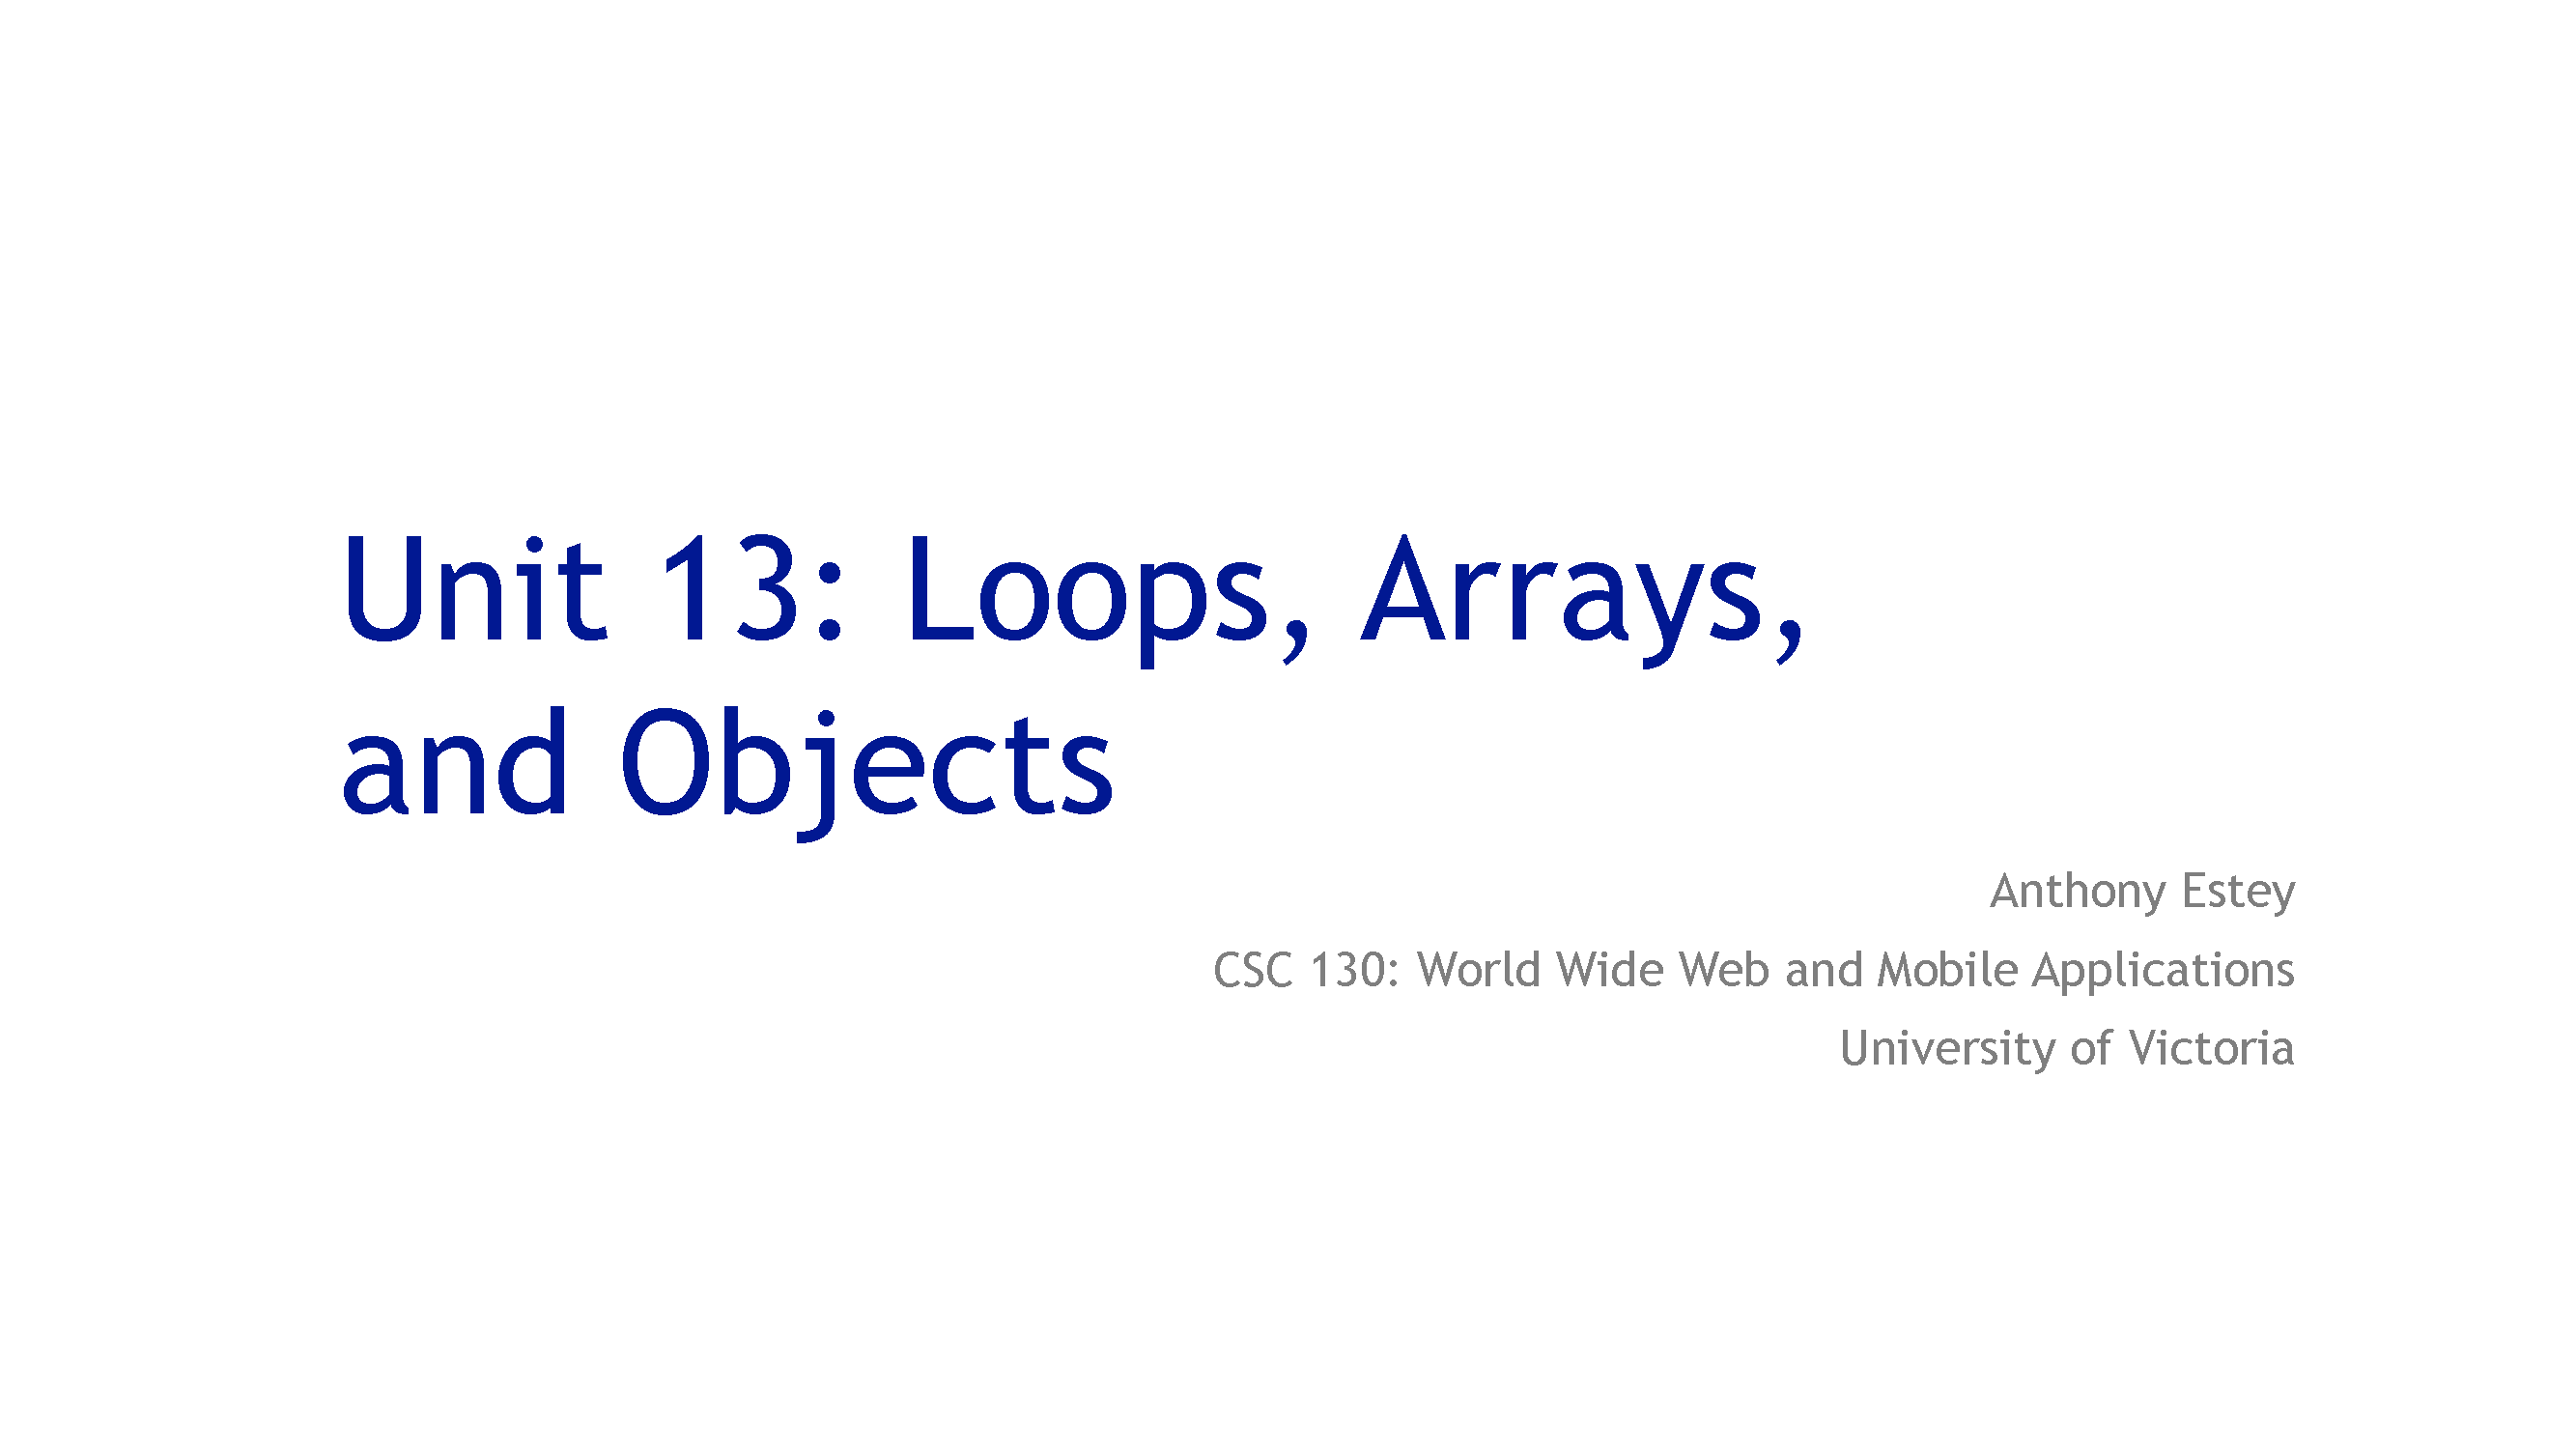 Unit 13: Loops, Arrays,
and Objects
Anthony Estey
CSC 130: World Wide Web and Mobile Applications
University of Victoria